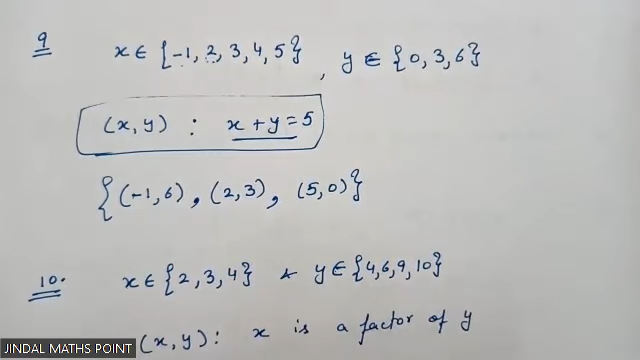 9 x ∈ {-1, 2, 3, 4, 5}, y ∈ {0, 3, 6}
(x, y) : x + y = 5
{(-1, 6), (2, 3), (5, 0)}
10. x ∈ {2, 3, 4} & y ∈ {4, 6, 9, 10}
(x, y) : x is a factor of y
JINDAL MATHS POINT